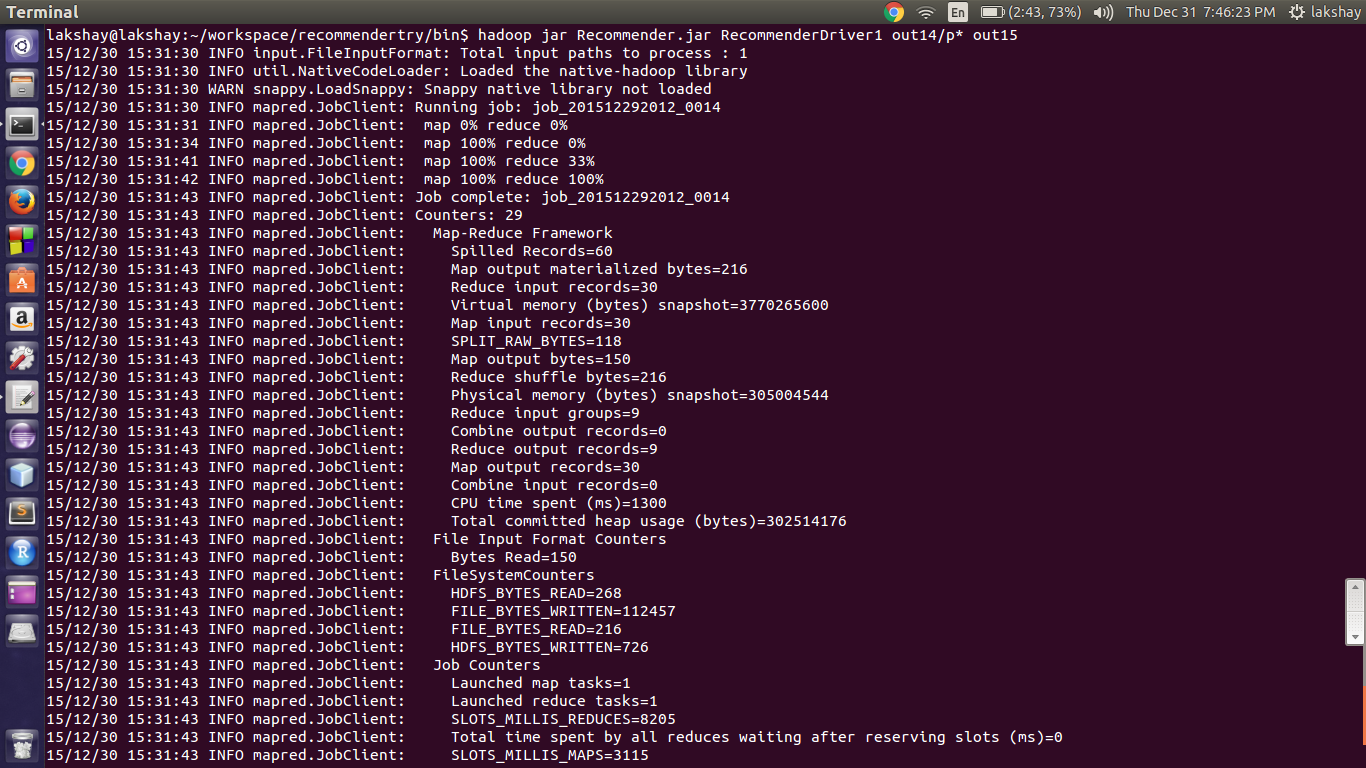 Terminal
En
(2:43, 73%)
Thu Dec 31 7:46:23 PM
lakshay
lakshay@lakshay:~/workspace/recommendertry/bin$ hadoop jar Recommender.jar RecommenderDriver1 out14/p* out15
15/12/30 15:31:30 INFO input.FileInputFormat: Total input paths to process : 1
15/12/30 15:31:30 INFO util.NativeCodeLoader: Loaded the native-hadoop library
15/12/30 15:31:30 WARN snappy.LoadSnappy: Snappy native library not loaded
15/12/30 15:31:30 INFO mapred.JobClient: Running job: job_201512292012_0014
15/12/30 15:31:31 INFO mapred.JobClient:  map 0% reduce 0%
15/12/30 15:31:34 INFO mapred.JobClient:  map 100% reduce 0%
15/12/30 15:31:41 INFO mapred.JobClient:  map 100% reduce 33%
15/12/30 15:31:42 INFO mapred.JobClient:  map 100% reduce 100%
15/12/30 15:31:43 INFO mapred.JobClient: Job complete: job_201512292012_0014
15/12/30 15:31:43 INFO mapred.JobClient: Counters: 29
15/12/30 15:31:43 INFO mapred.JobClient:   Map-Reduce Framework
15/12/30 15:31:43 INFO mapred.JobClient:     Spilled Records=60
15/12/30 15:31:43 INFO mapred.JobClient:     Map output materialized bytes=216
15/12/30 15:31:43 INFO mapred.JobClient:     Reduce input records=30
15/12/30 15:31:43 INFO mapred.JobClient:     Virtual memory (bytes) snapshot=3770265600
15/12/30 15:31:43 INFO mapred.JobClient:     Map input records=30
15/12/30 15:31:43 INFO mapred.JobClient:     SPLIT_RAW_BYTES=118
15/12/30 15:31:43 INFO mapred.JobClient:     Map output bytes=150
15/12/30 15:31:43 INFO mapred.JobClient:     Reduce shuffle bytes=216
15/12/30 15:31:43 INFO mapred.JobClient:     Physical memory (bytes) snapshot=305004544
15/12/30 15:31:43 INFO mapred.JobClient:     Reduce input groups=9
15/12/30 15:31:43 INFO mapred.JobClient:     Combine output records=0
15/12/30 15:31:43 INFO mapred.JobClient:     Reduce output records=9
15/12/30 15:31:43 INFO mapred.JobClient:     Map output records=30
15/12/30 15:31:43 INFO mapred.JobClient:     Combine input records=0
15/12/30 15:31:43 INFO mapred.JobClient:     CPU time spent (ms)=1300
15/12/30 15:31:43 INFO mapred.JobClient:     Total committed heap usage (bytes)=302514176
15/12/30 15:31:43 INFO mapred.JobClient:   File Input Format Counters
15/12/30 15:31:43 INFO mapred.JobClient:     Bytes Read=150
15/12/30 15:31:43 INFO mapred.JobClient:   FileSystemCounters
15/12/30 15:31:43 INFO mapred.JobClient:     HDFS_BYTES_READ=268
15/12/30 15:31:43 INFO mapred.JobClient:     FILE_BYTES_WRITTEN=112457
15/12/30 15:31:43 INFO mapred.JobClient:     FILE_BYTES_READ=216
15/12/30 15:31:43 INFO mapred.JobClient:     HDFS_BYTES_WRITTEN=726
15/12/30 15:31:43 INFO mapred.JobClient:   Job Counters
15/12/30 15:31:43 INFO mapred.JobClient:     Launched map tasks=1
15/12/30 15:31:43 INFO mapred.JobClient:     Launched reduce tasks=1
15/12/30 15:31:43 INFO mapred.JobClient:     SLOTS_MILLIS_REDUCES=8205
15/12/30 15:31:43 INFO mapred.JobClient:     Total time spent by all reduces waiting after reserving slots (ms)=0
15/12/30 15:31:43 INFO mapred.JobClient:     SLOTS_MILLIS_MAPS=3115